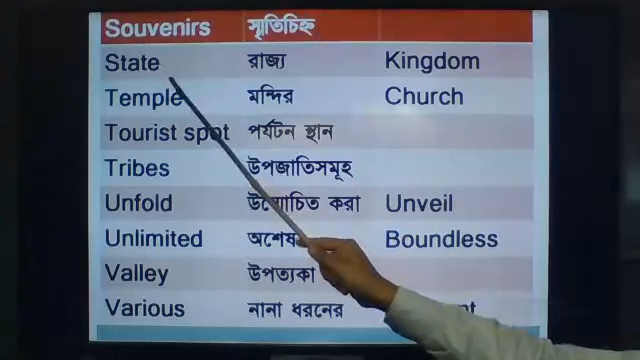 Souvenirs স্মৃতিচিহ্ন
State রাজ্য Kingdom
Temple মন্দির Church
Tourist spot পর্যটন স্থান
Tribes উপজাতিসমূহ
Unfold উন্মোচিত করা Unveil
Unlimited অশেষ Boundless
Valley উপত্যকা
Various নানা ধরনের